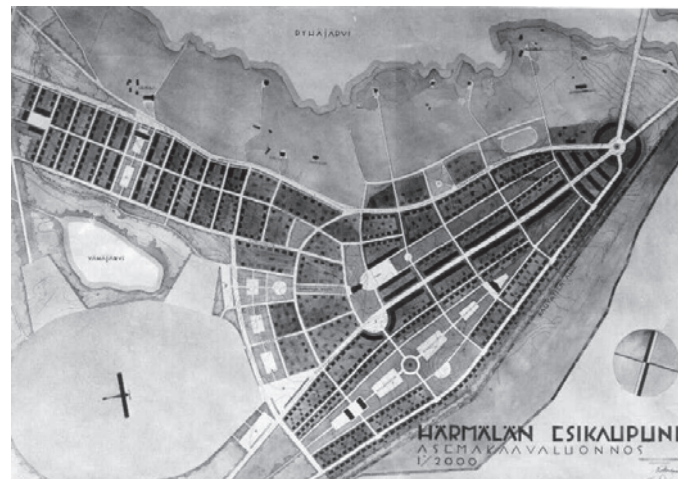 PYHÄJÄRVI
VÄHÄJÄRVI
HÄRMÄLÄN ESIKAUPUN
ASEMAKAAVALUONNOS
1/2000